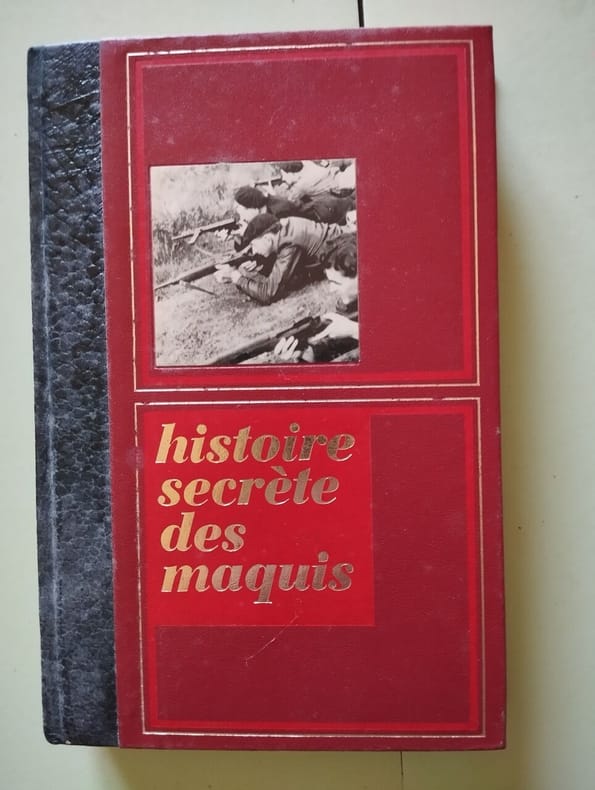 histoire
secrète
des
maquis